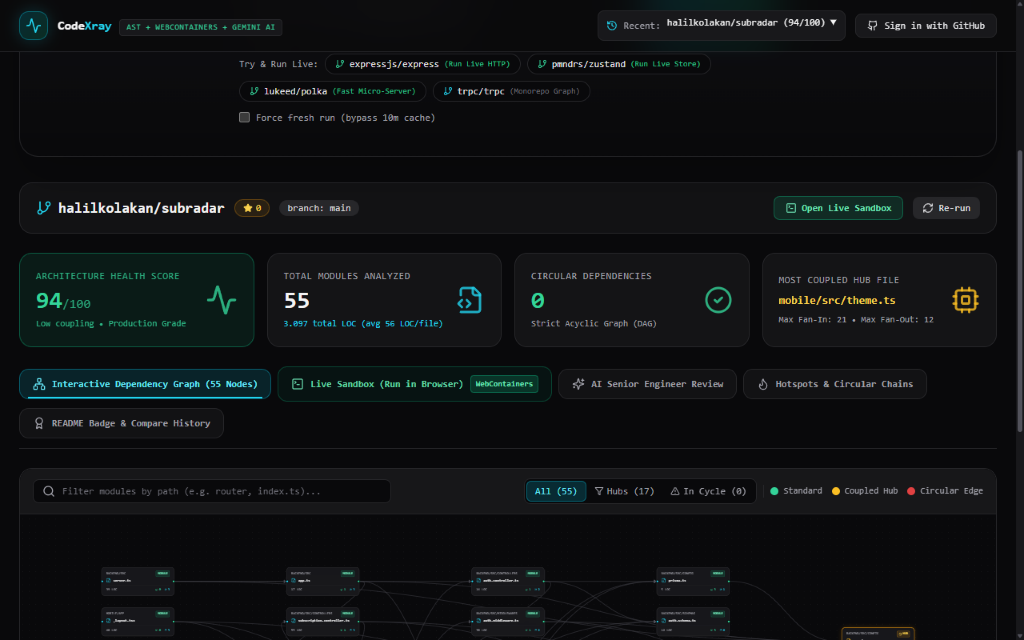 CodeXray
AST + WEBCONTAINERS + GEMINI AI
Recent: halilkolakan/subradar (94/100) ▼
Sign in with GitHub
Try & Run Live:
expressjs/express (Run Live HTTP)
pmndrs/zustand (Run Live Store)
lukeed/polka (Fast Micro-Server)
trpc/trpc (Monorepo Graph)
Force fresh run (bypass 10m cache)
halilkolakan/subradar
0
branch: main
Open Live Sandbox
Re-run
ARCHITECTURE HEALTH SCORE
94/100
Low coupling • Production Grade
TOTAL MODULES ANALYZED
55
3.097 total LOC (avg 56 LOC/file)
CIRCULAR DEPENDENCIES
0
Strict Acyclic Graph (DAG)
MOST COUPLED HUB FILE
mobile/src/theme.ts
Max Fan-In: 21 • Max Fan-Out: 12
Interactive Dependency Graph (55 Nodes)
Live Sandbox (Run in Browser) WebContainers
AI Senior Engineer Review
Hotspots & Circular Chains
README Badge & Compare History
Filter modules by path (e.g. router, index.ts)...
All (55)
Hubs (17)
In Cycle (0)
Standard
Coupled Hub
Circular Edge
server.ts
app.ts